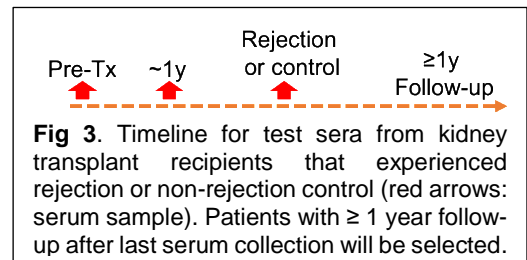 Rejection
or control
Pre-Tx ~1y ≥1y
Follow-up
Fig 3. Timeline for test sera from kidney
transplant recipients that experienced
rejection or non-rejection control (red arrows:
serum sample). Patients with ≥ 1 year follow-
up after last serum collection will be selected.